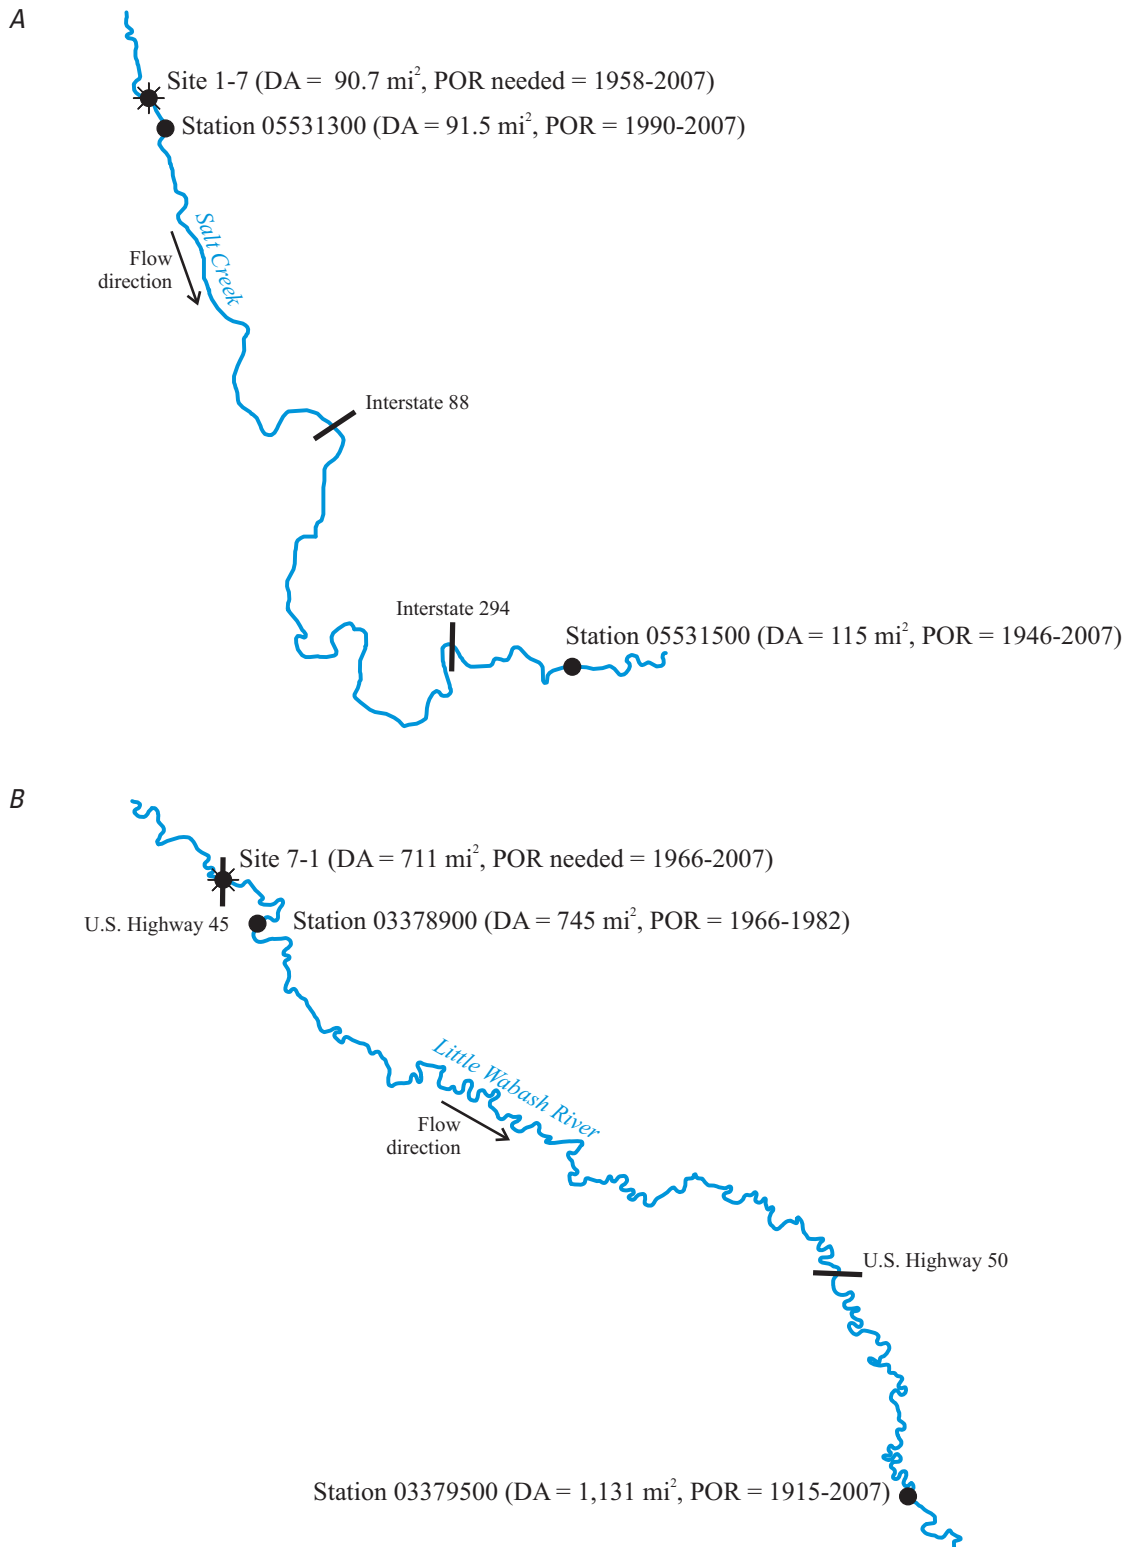 A
Site 1-7 (DA = 90.7 mi², POR needed = 1958-2007)
Station 05531300 (DA = 91.5 mi², POR = 1990-2007)
Salt Creek
Flow
direction
Interstate 88
Interstate 294
Station 05531500 (DA = 115 mi², POR = 1946-2007)
B
Site 7-1 (DA = 711 mi², POR needed = 1966-2007)
U.S. Highway 45
Station 03378900 (DA = 745 mi², POR = 1966-1982)
Little Wabash River
Flow
direction
U.S. Highway 50
Station 03379500 (DA = 1,131 mi², POR = 1915-2007)